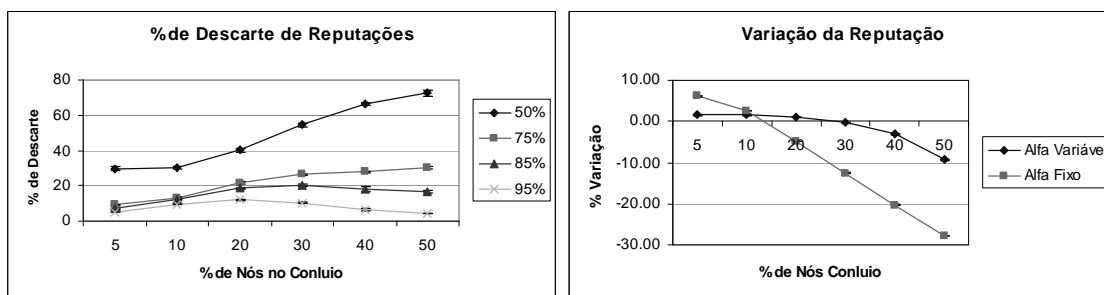 % de Descarte de Reputações
80
60
40
20
0
% de Descarte
5 10 20 30 40 50
% de Nós no Conluio
50%
75%
85%
95%
Variação da Reputação
10.00
0.00
-10.00
-20.00
-30.00
% Variação
5 10 20 30 40 50
% de Nós Conluio
Alfa Variáve
Alfa Fixo